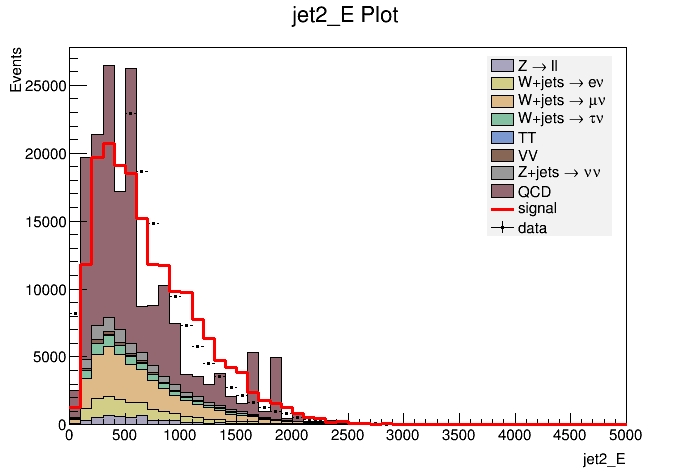 jet2_E Plot
Events
25000
20000
15000
10000
5000
0
0 500 1000 1500 2000 2500 3000 3500 4000 4500 5000
jet2_E
Z → ll
W+jets → eν
W+jets → μν
W+jets → τν
TT
VV
Z+jets → νν
QCD
signal
data